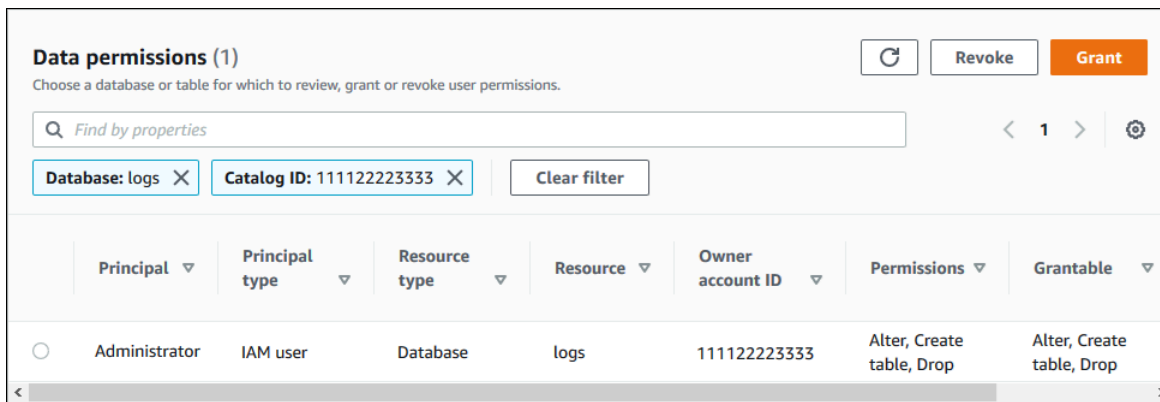 Data permissions (1)
Revoke
Grant
Choose a database or table for which to review, grant or revoke user permissions.
Find by properties
1
Database: logs
Catalog ID: 111122223333
Clear filter
Principal
Principal type
Resource type
Resource
Owner account ID
Permissions
Grantable
Administrator
IAM user
Database
logs
111122223333
Alter, Create
table, Drop
Alter, Create
table, Drop